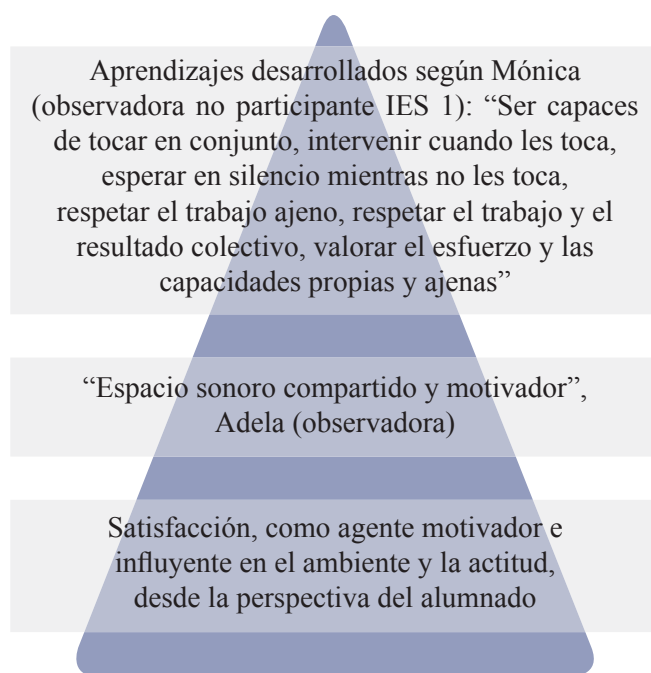 Aprendizajes desarrollados según Mónica
(observadora no participante IES 1): “Ser capaces
de tocar en conjunto, intervenir cuando les toca,
esperar en silencio mientras no les toca,
respetar el trabajo ajeno, respetar el trabajo y el
resultado colectivo, valorar el esfuerzo y las
capacidades propias y ajenas”
“Espacio sonoro compartido y motivador”,
Adela (observadora)
Satisfacción, como agente motivador e
influyente en el ambiente y la actitud,
desde la perspectiva del alumnado